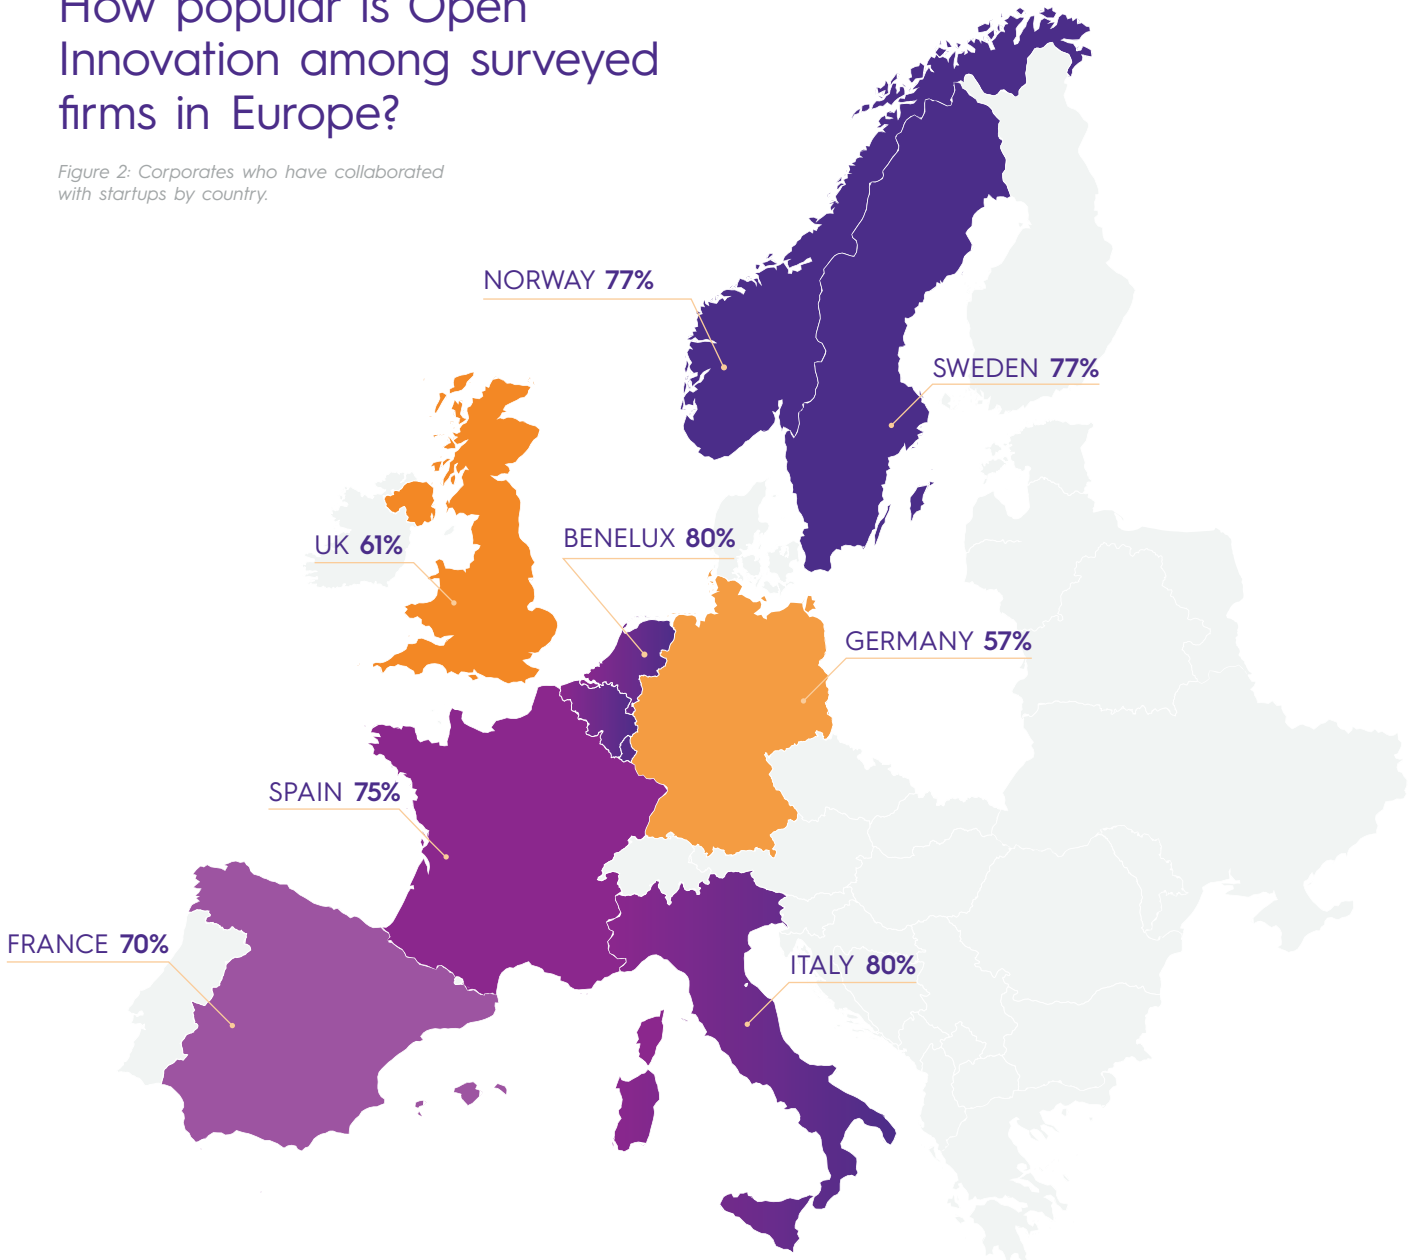 How popular is Open
Innovation among surveyed
firms in Europe?
Figure 2: Corporates who have collaborated
with startups by country.
NORWAY 77%
SWEDEN 77%
UK 61%
BENELUX 80%
GERMANY 57%
SPAIN 75%
FRANCE 70%
ITALY 80%